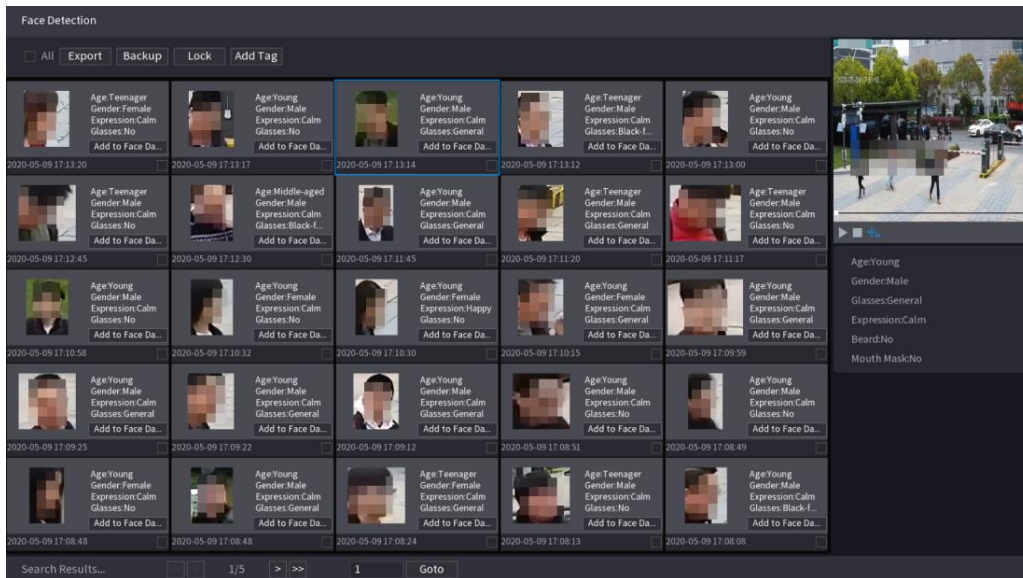 Face Detection
All Export Backup Lock Add Tag
Age:Teenager
Gender:Female
Expression:Calm
Glasses:No
Add to Face Da...
2020-05-09 17:13:20
Age:Young
Gender:Male
Expression:Calm
Glasses:No
Add to Face Da...
2020-05-09 17:13:17
Age:Young
Gender:Male
Expression:Calm
Glasses:General
Add to Face Da...
2020-05-09 17:13:14
Age:Teenager
Gender:Male
Expression:Calm
Glasses:Black-f...
Add to Face Da...
2020-05-09 17:13:12
Age:Young
Gender:Male
Expression:Calm
Glasses:No
Add to Face Da...
2020-05-09 17:13:00
Age:Teenager
Gender:Male
Expression:Calm
Glasses:No
Add to Face Da...
2020-05-09 17:12:45
Age:Middle-aged
Gender:Male
Expression:Calm
Glasses:Black-f...
Add to Face Da...
2020-05-09 17:12:30
Age:Young
Gender:Male
Expression:Calm
Glasses:General
Add to Face Da...
2020-05-09 17:11:45
Age:Teenager
Gender:Male
Expression:Calm
Glasses:General
Add to Face Da...
2020-05-09 17:11:20
Age:Teenager
Gender:Male
Expression:Calm
Glasses:No
Add to Face Da...
2020-05-09 17:11:17
Age:Young
Gender:Male
Expression:Calm
Glasses:No
Add to Face Da...
2020-05-09 17:10:58
Age:Young
Gender:Female
Expression:Calm
Glasses:No
Add to Face Da...
2020-05-09 17:10:32
Age:Young
Gender:Female
Expression:Happy
Glasses:No
Add to Face Da...
2020-05-09 17:10:30
Age:Young
Gender:Female
Expression:Calm
Glasses:General
Add to Face Da...
2020-05-09 17:10:15
Age:Young
Gender:Male
Expression:Calm
Glasses:General
Add to Face Da...
2020-05-09 17:09:59
Age:Young
Gender:Male
Expression:Calm
Glasses:General
Add to Face Da...
2020-05-09 17:09:25
Age:Young
Gender:Male
Expression:Calm
Glasses:General
Add to Face Da...
2020-05-09 17:09:22
Age:Young
Gender:Male
Expression:Calm
Glasses:General
Add to Face Da...
2020-05-09 17:09:12
Age:Young
Gender:Male
Expression:Calm
Glasses:No
Add to Face Da...
2020-05-09 17:08:51
Age:Young
Gender:Male
Expression:Calm
Glasses:No
Add to Face Da...
2020-05-09 17:08:49
Age:Young
Gender:Female
Expression:Calm
Glasses:No
Add to Face Da...
2020-05-09 17:08:48
Age:Young
Gender:Male
Expression:Calm
Glasses:General
Add to Face Da...
2020-05-09 17:08:48
Age:Teenager
Gender:Female
Expression:Calm
Glasses:General
Add to Face Da...
2020-05-09 17:08:24
Age:Teenager
Gender:Male
Expression:Calm
Glasses:No
Add to Face Da...
2020-05-09 17:08:13
Age:Young
Gender:Male
Expression:Calm
Glasses:Black-f...
Add to Face Da...
2020-05-09 17:08:08
Age:Young
Gender:Male
Glasses:General
Expression:Calm
Beard:No
Mouth Mask:No
Search Results... << < 1/5 > >> 1 Goto